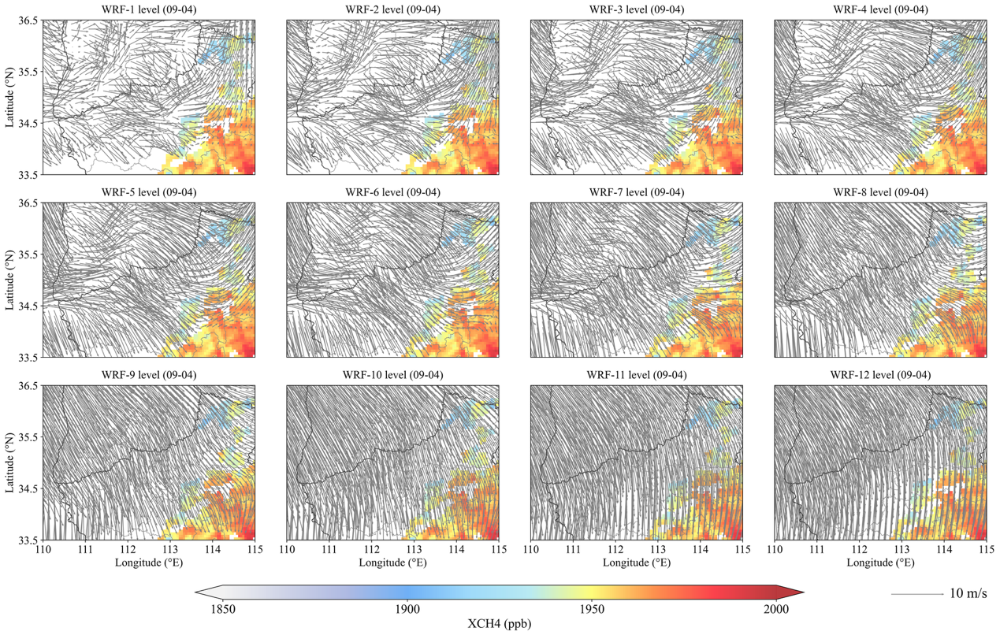 WRF-1 level (09-04) WRF-2 level (09-04) WRF-3 level (09-04) WRF-4 level (09-04)
36.5
35.5
34.5
33.5
Latitude (°N)
WRF-5 level (09-04) WRF-6 level (09-04) WRF-7 level (09-04) WRF-8 level (09-04)
36.5
35.5
34.5
33.5
Latitude (°N)
WRF-9 level (09-04) WRF-10 level (09-04) WRF-11 level (09-04) WRF-12 level (09-04)
36.5
35.5
34.5
33.5
Latitude (°N)
110 111 112 113 114 115 110 111 112 113 114 115 110 111 112 113 114 115 110 111 112 113 114 115
Longitude (°E) Longitude (°E) Longitude (°E) Longitude (°E)
10 m/s
1850 1900 1950 2000
XCH4 (ppb)